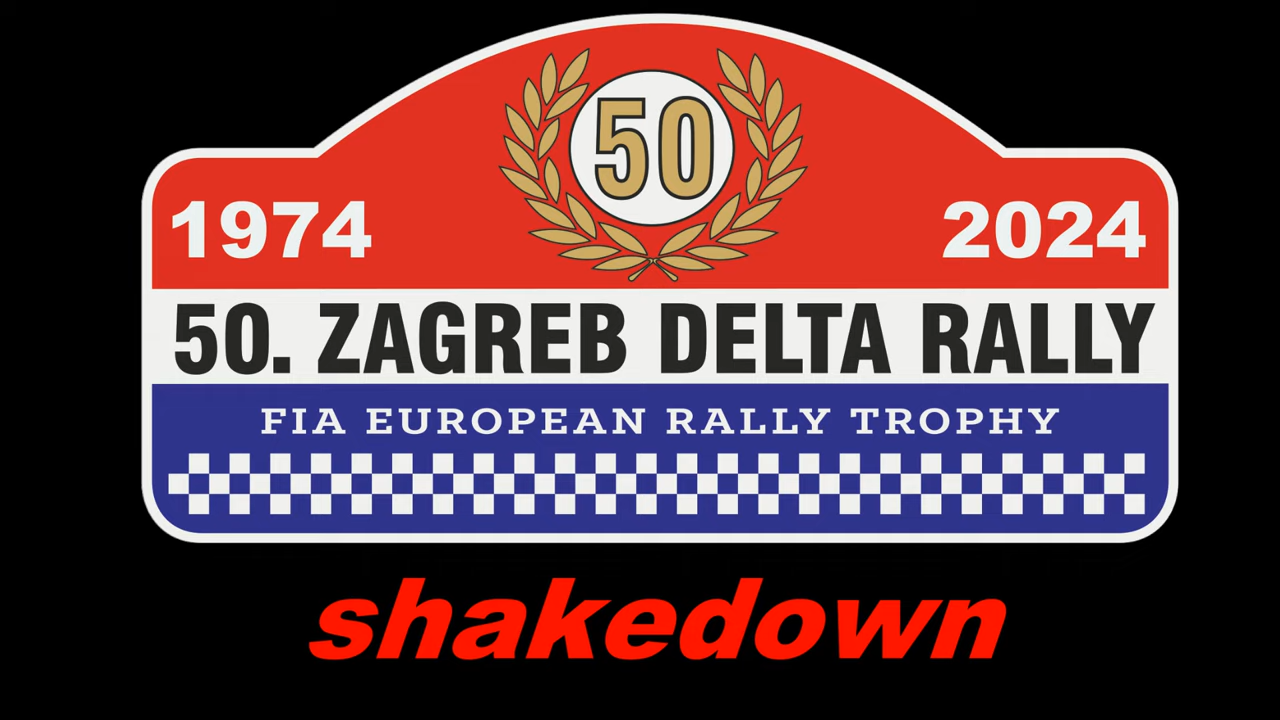 50
1974 2024
50. ZAGREB DELTA RALLY
FIA EUROPEAN RALLY TROPHY
shakedown